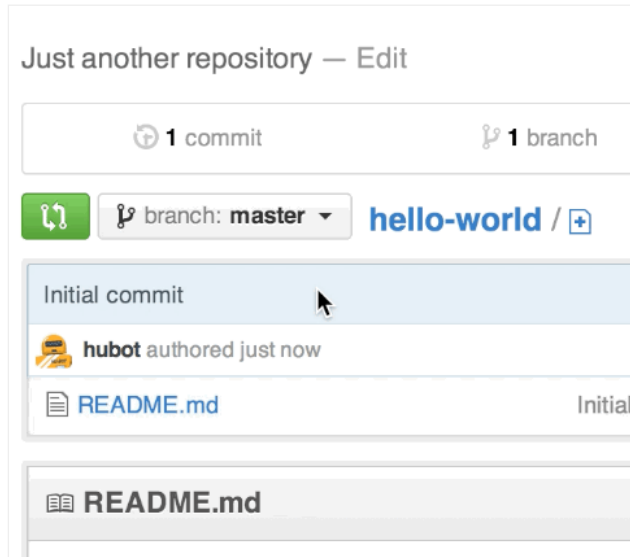 Just another repository — Edit
1 commit 1 branch
branch: master hello-world /
Initial commit
hubot authored just now
README.md Initial
README.md